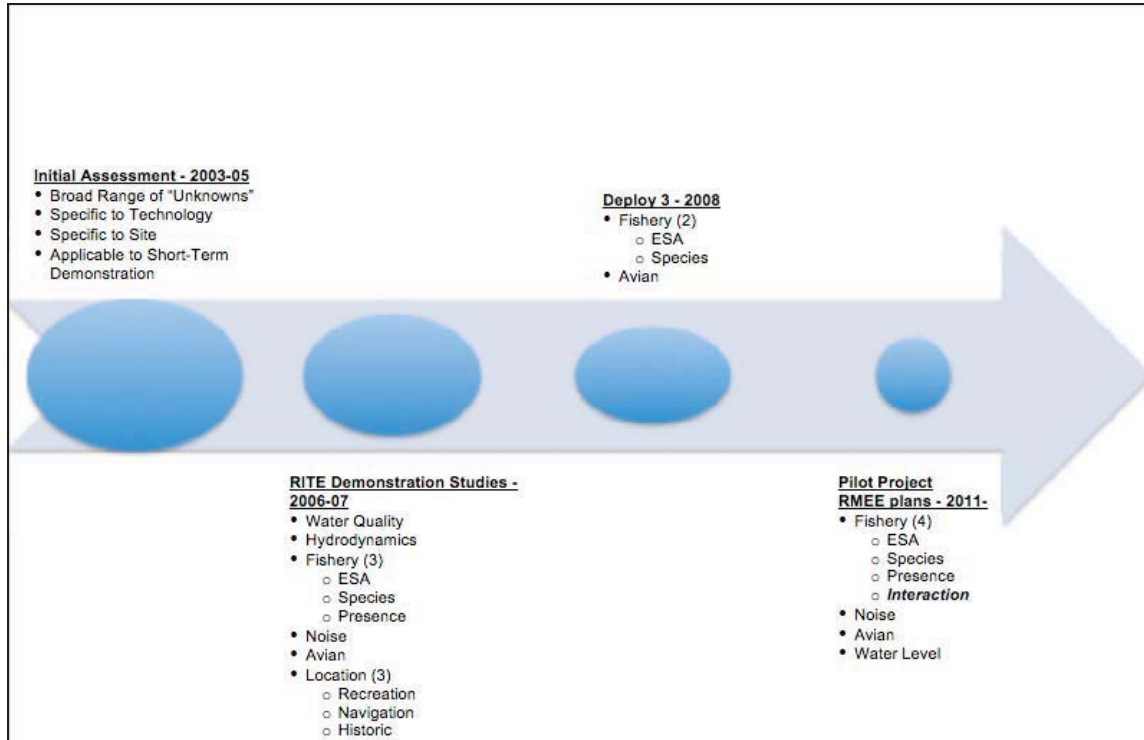 Initial Assessment - 2003-05
• Broad Range of “Unknowns”
• Specific to Technology
• Specific to Site
• Applicable to Short-Term
Demonstration
RITE Demonstration Studies -
2006-07
• Water Quality
• Hydrodynamics
• Fishery (3)
o ESA
o Species
o Presence
• Noise
• Avian
• Location (3)
o Recreation
o Navigation
o Historic
Deploy 3 - 2008
• Fishery (2)
o ESA
o Species
• Avian
Pilot Project
RMEE plans - 2011-
• Fishery (4)
o ESA
o Species
o Presence
o Interaction
• Noise
• Avian
• Water Level